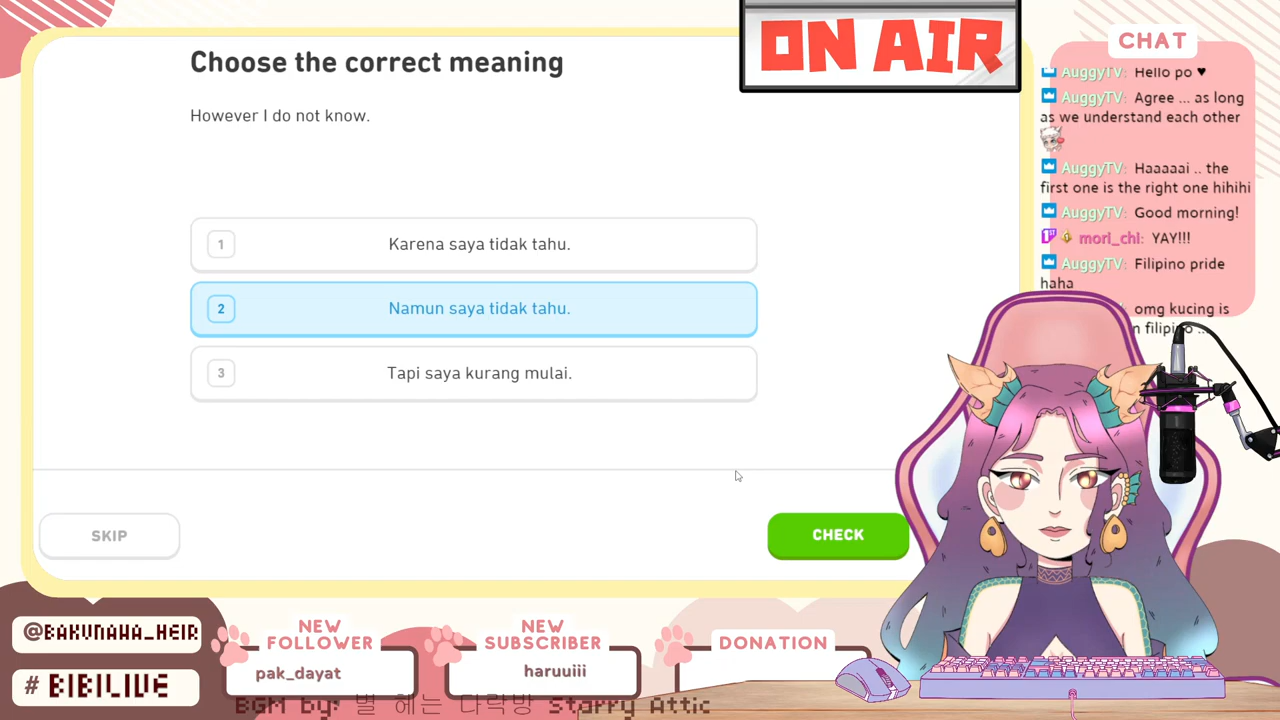 Choose the correct meaning
However I do not know.
1 Karena saya tidak tahu.
2 Namun saya tidak tahu.
3 Tapi saya kurang mulai.
SKIP
CHECK
ON AIR
CHAT
AuggyTV: Hello po ♥
AuggyTV: Agree ... as long
as we understand each other
AuggyTV: Haaaaai .. the
first one is the right one hihihi
AuggyTV: Good morning!
mori_chi: YAY!!!
AuggyTV: Filipino pride
haha
omg kucing is
filipino ...
@BAKUNAWA_HEIR
# BIBILIVE
NEW
FOLLOWER
pak_dayat
NEW
SUBSCRIBER
haruuiii
DONATION
BGM by: 별 헤는 다락방 Starry Attic